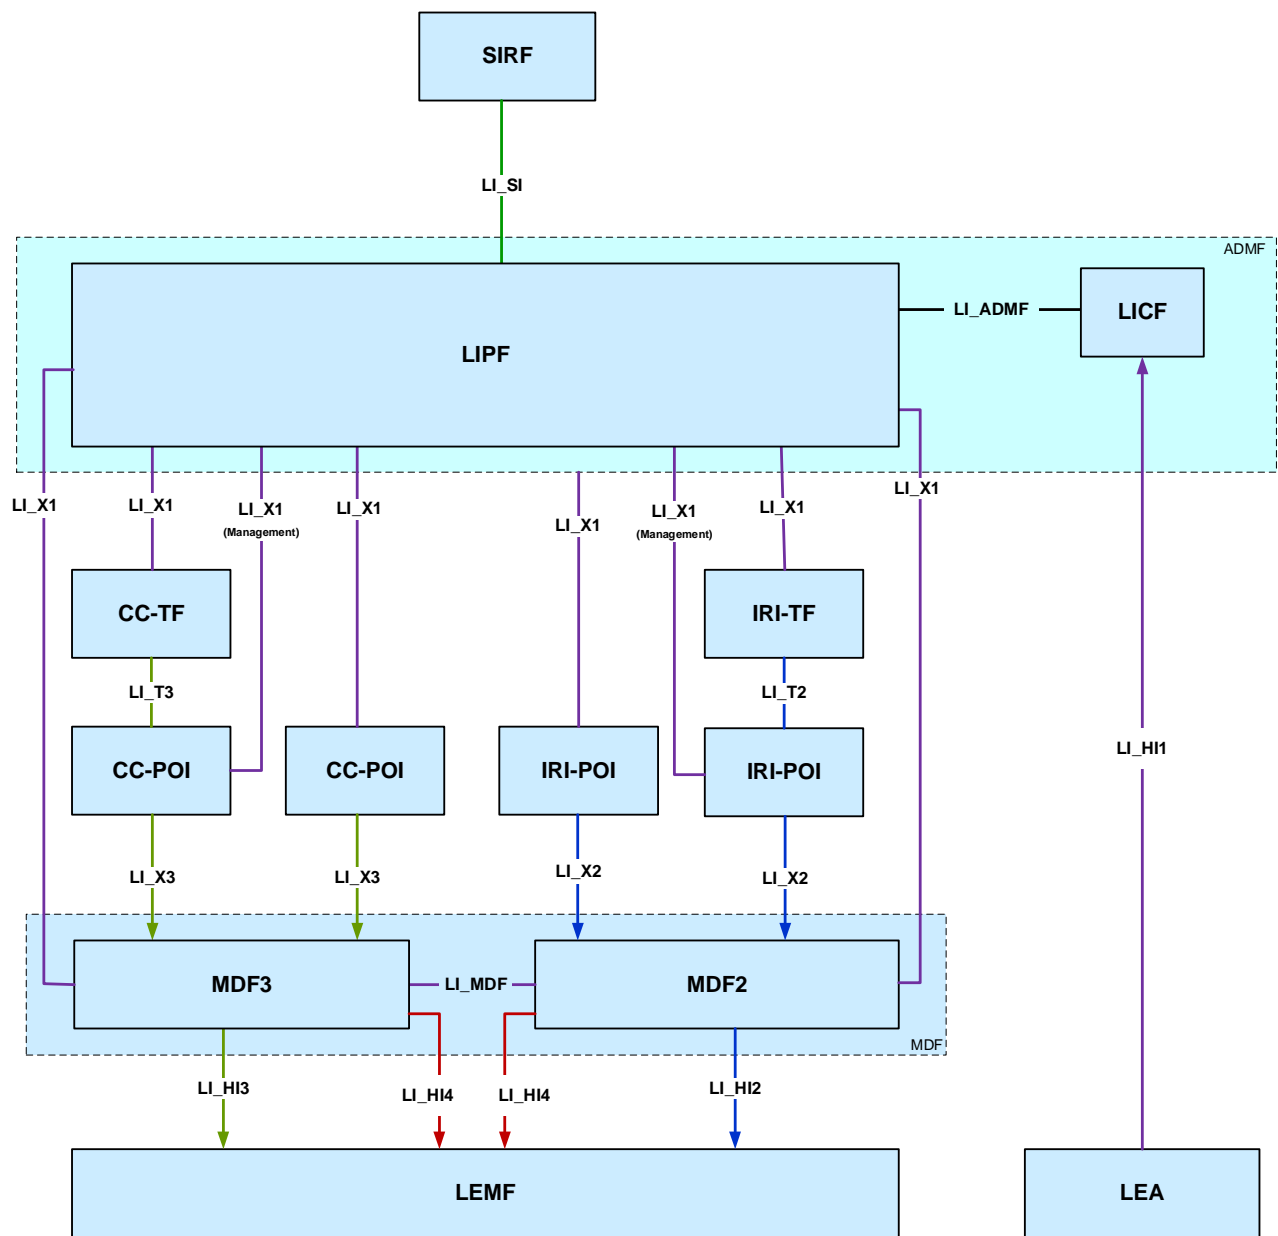 SIRF
LI_SI
ADMF
LIPF
LI_ADMF
LICF
LI_X1
LI_X1
LI_X1
(Management)
LI_X1
LI_X1
LI_X1
(Management)
LI_X1
LI_X1
CC-TF
IRI-TF
LI_T3
LI_T2
LI_HI1
CC-POI
CC-POI
IRI-POI
IRI-POI
LI_X3
LI_X3
LI_X2
LI_X2
MDF3
LI_MDF
MDF2
MDF
LI_HI3
LI_HI4
LI_HI4
LI_HI2
LEMF
LEA